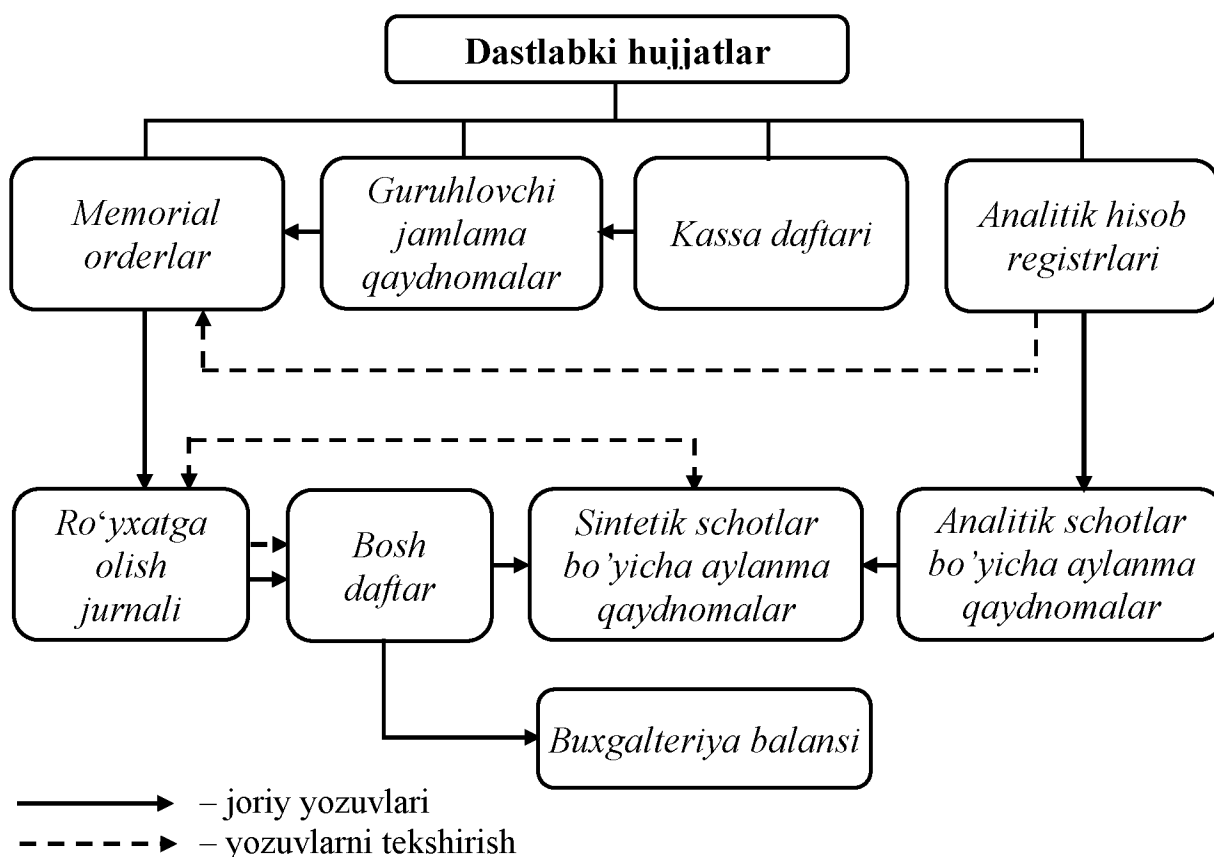 Dastlabki hujjatlar
Memorial
orderlar
Guruhlovchi
jamlama
qaydnomalar
Kassa daftari
Analitik hisob
registrlari
Ro‘yxatga
olish
jurnali
Bosh
daftar
Sintetik schotlar
bo’yicha aylanma
qaydnomalar
Analitik schotlar
bo’yicha aylanma
qaydnomalar
Buxgalteriya balansi
– joriy yozuvlari
– yozuvlarni tekshirish